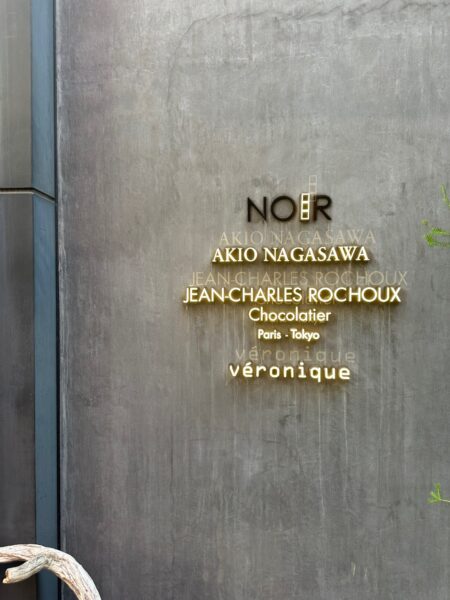 NOIR
AKIO NAGASAWA
JEAN-CHARLES ROCHOUX
Chocolatier
Paris - Tokyo
véronique